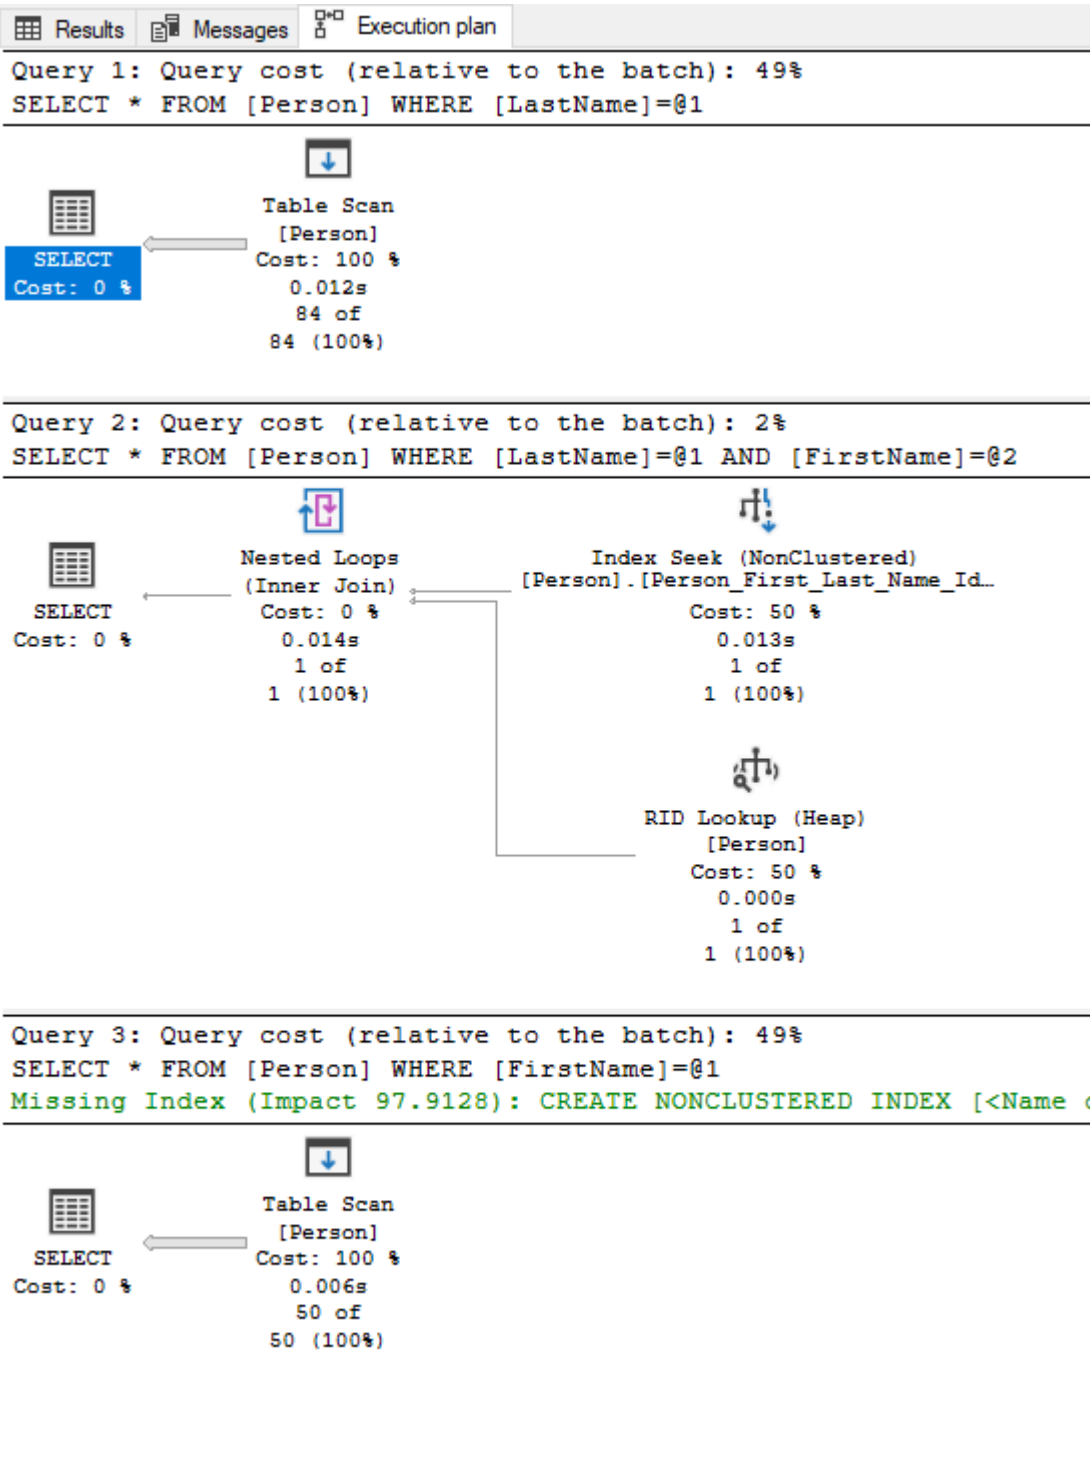 Results Messages Execution plan
Query 1: Query cost (relative to the batch): 49%
SELECT * FROM [Person] WHERE [LastName]=@1
Table Scan
[Person]
SELECT
Cost: 100 %
Cost: 0 %
0.012s
84 of
84 (100%)
Query 2: Query cost (relative to the batch): 2%
SELECT * FROM [Person] WHERE [LastName]=@1 AND [FirstName]=@2
Nested Loops
(Inner Join)
Cost: 0 %
0.014s
1 of
1 (100%)
Index Seek (NonClustered)
[Person].[Person_First_Last_Name_Id…
Cost: 50 %
0.013s
1 of
1 (100%)
SELECT
Cost: 0 %
RID Lookup (Heap)
[Person]
Cost: 50 %
0.000s
1 of
1 (100%)
Query 3: Query cost (relative to the batch): 49%
SELECT * FROM [Person] WHERE [FirstName]=@1
Missing Index (Impact 97.9128): CREATE NONCLUSTERED INDEX [<Name
Table Scan
[Person]
SELECT
Cost: 100 %
Cost: 0 %
0.006s
50 of
50 (100%)